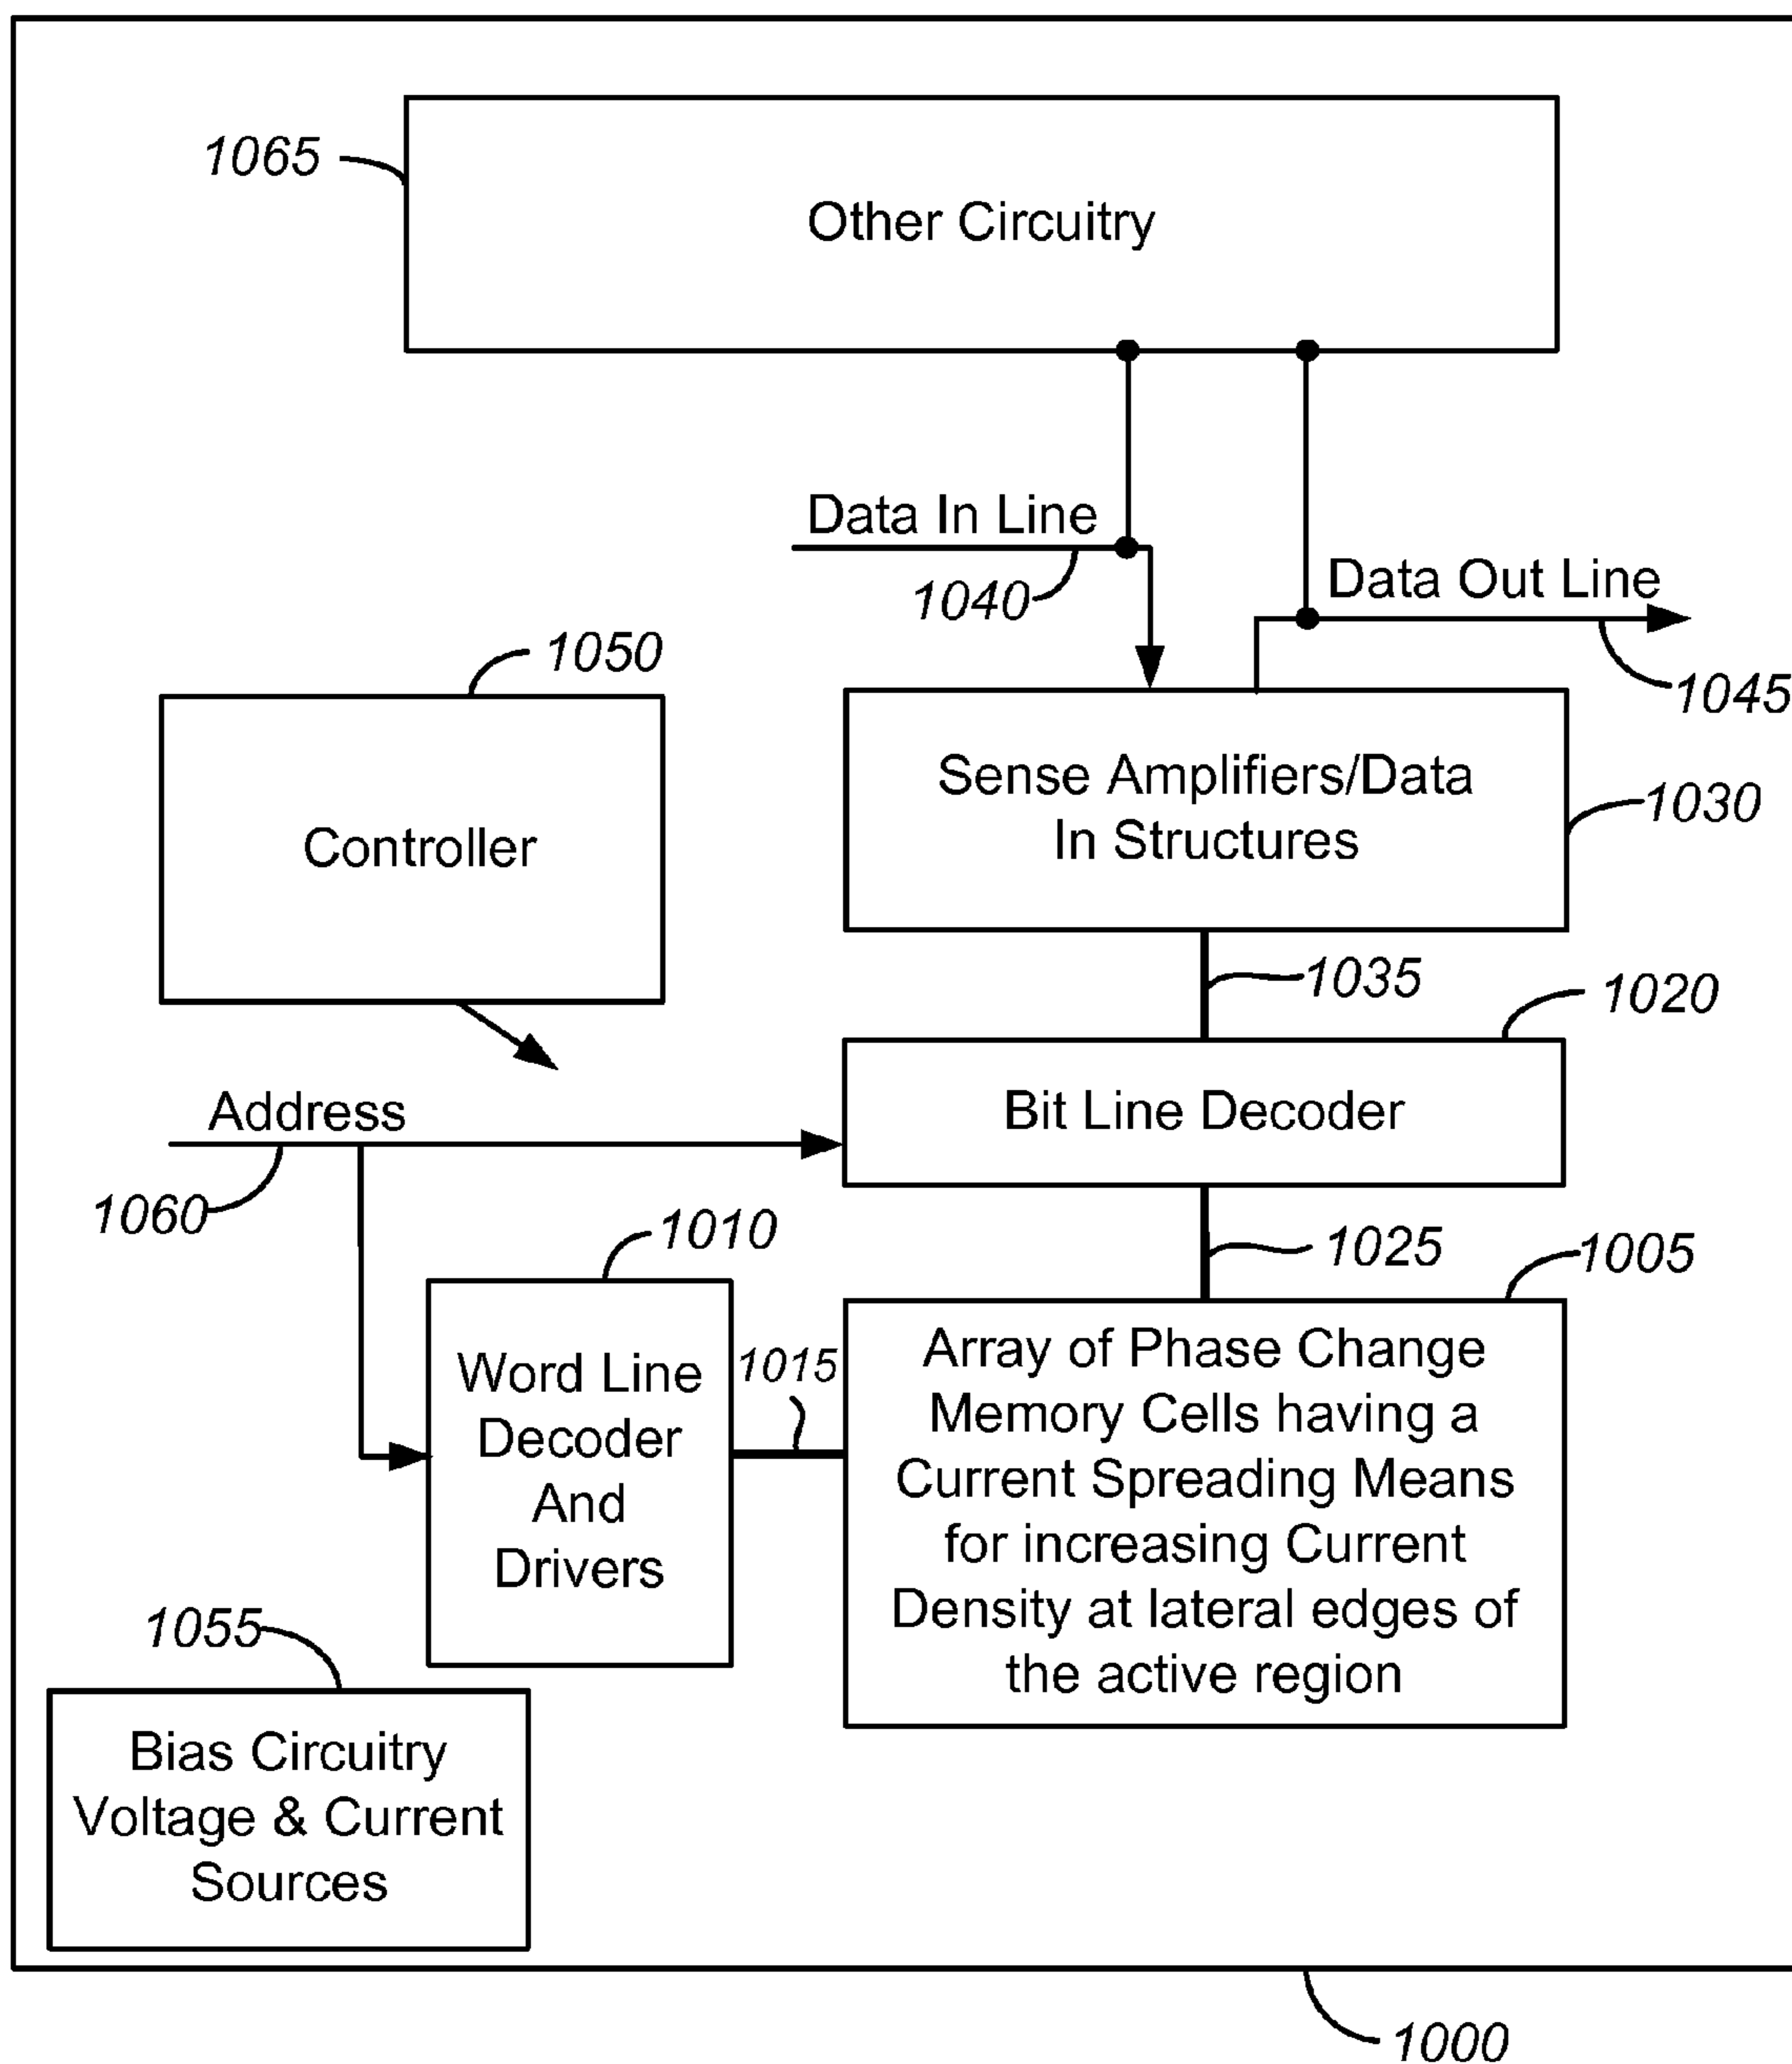 1065
Other Circuitry
Data In Line
1040
Data Out Line
1045
1050
Controller
Sense Amplifiers/Data
In Structures
1030
1035
1020
Bit Line Decoder
Address
1060
1010
1025
1005
Word Line
Decoder
And
Drivers
1015
Array of Phase Change
Memory Cells having a
Current Spreading Means
for increasing Current
Density at lateral edges of
the active region
1055
Bias Circuitry
Voltage & Current
Sources
1000